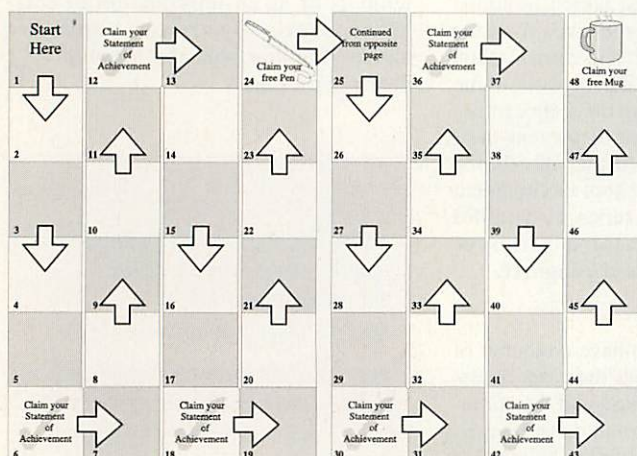 Start
Here
1
Claim your
Statement
of
Achievement
12
13
Claim your
free Pen
24
Continued
from opposite
page
25
Claim your
Statement
of
Achievement
36
37
Claim your
free Mug
48
2
11
14
23
26
35
38
47
3
10
15
22
27
34
39
46
4
9
16
21
28
33
40
45
5
8
17
20
29
32
41
44
Claim your
Statement
of
Achievement
6
7
Claim your
Statement
of
Achievement
18
19
Claim your
Statement
of
Achievement
30
31
Claim your
Statement
of
Achievement
42
43